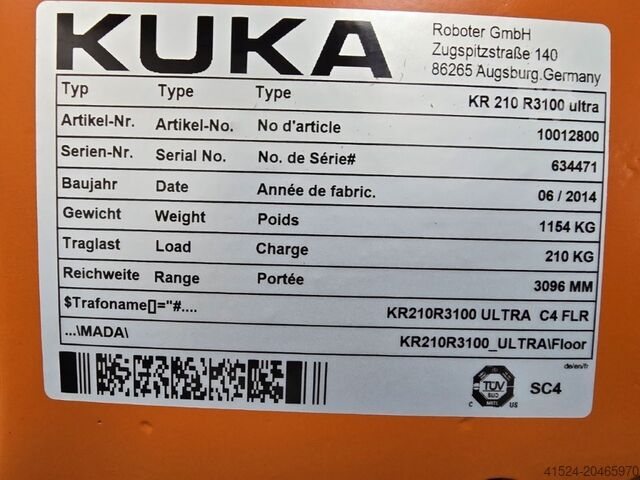 KUKA
Roboter GmbH
Zugspitzstraße 140
86265 Augsburg.Germany
Typ Type Type KR 210 R3100 ultra
Artikel-Nr. Artikel-No. No d'article 10012800
Serien-Nr. Serial No. No. de Série# 634471
Baujahr Date Année de fabric. 06 / 2014
Gewicht Weight Poids 1154 KG
Traglast Load Charge 210 KG
Reichweite Range Portée 3096 MM
$Trafoname[]="#.... KR210R3100 ULTRA C4 FLR
...\MADA\ KR210R3100_ULTRA\Floor
de/en/fr
TÜV
SUD
C US
SC4
41524-20465970